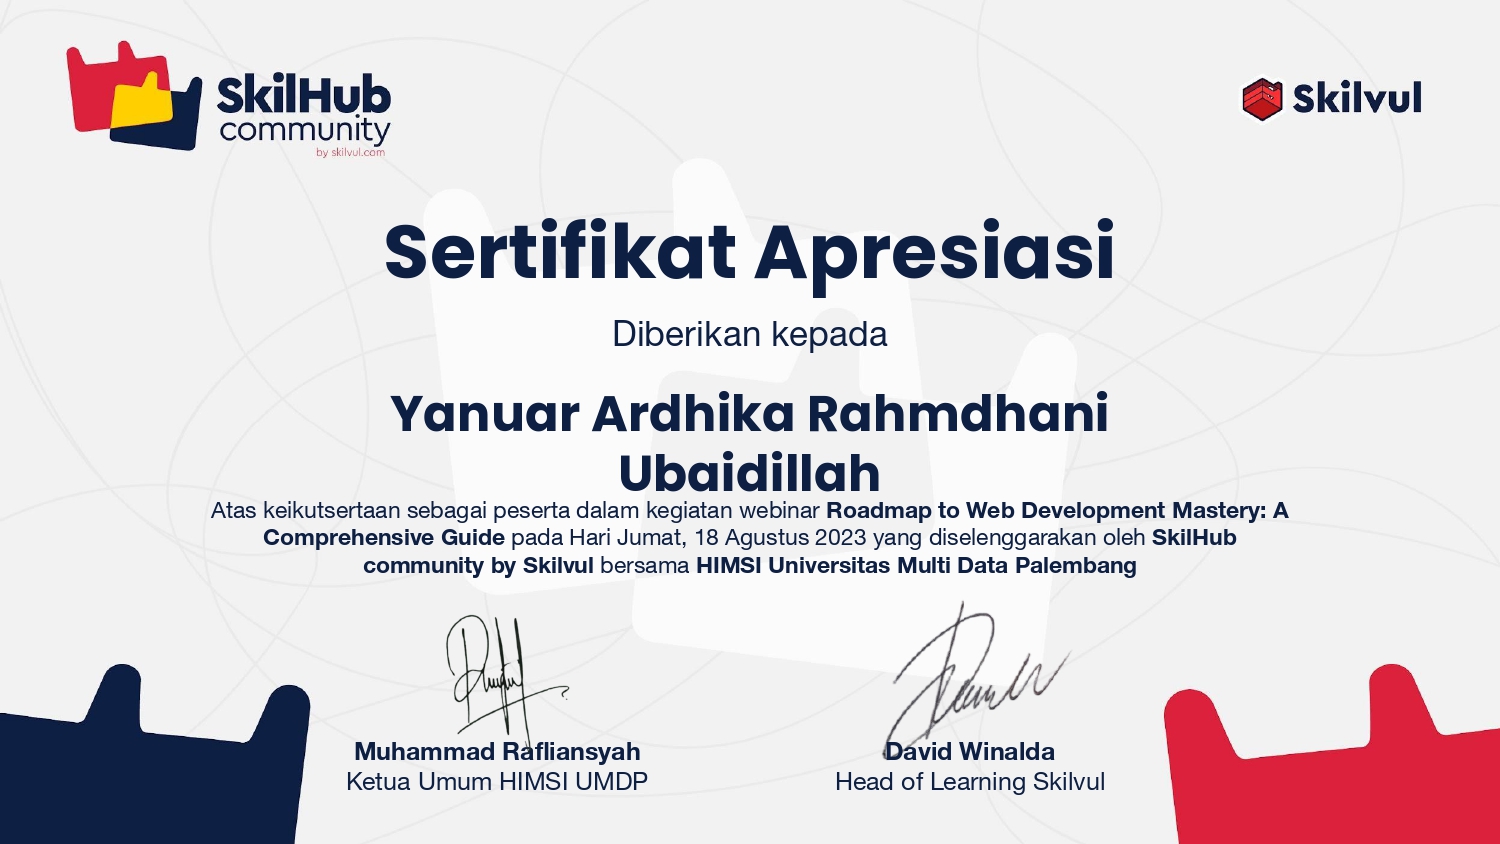 SkilHub
community
by skilvul.com
Skilvul
Sertifikat Apresiasi
Diberikan kepada
Yanuar Ardhika Rahmdhani
Ubaidillah
Atas keikutsertaan sebagai peserta dalam kegiatan webinar Roadmap to Web Development Mastery: A
Comprehensive Guide pada Hari Jumat, 18 Agustus 2023 yang diselenggarakan oleh SkilHub
community by Skilvul bersama HIMSI Universitas Multi Data Palembang
Muhammad Rafliansyah
Ketua Umum HIMSI UMDP
David Winalda
Head of Learning Skilvul